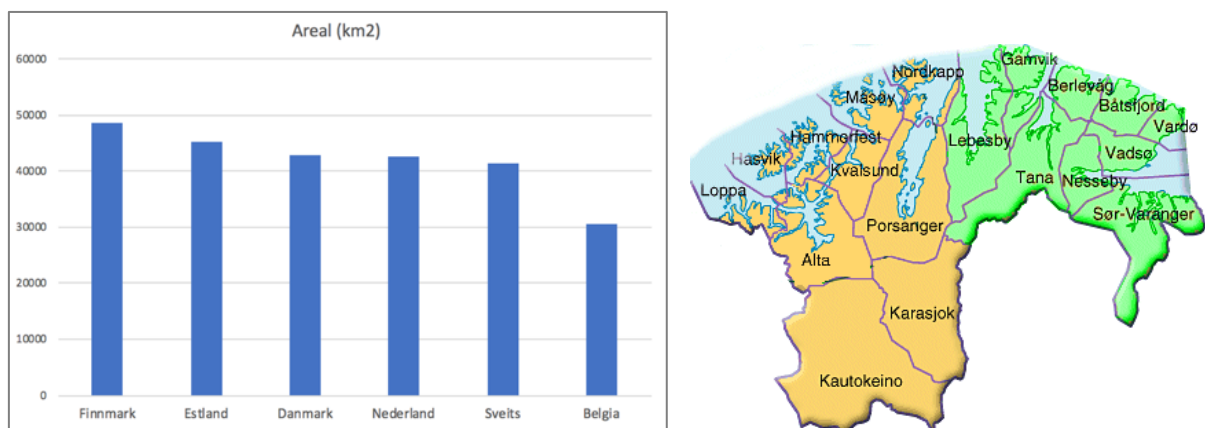 Areal (km2)
60000
50000
40000
30000
20000
10000
0
Finnmark Estland Danmark Nederland Sveits Belgia
Gamvik
Nordkapp
Berlevåg
Måsøy
Båtsfjord
Vardø
Hammerfest
Lebesby
Hasvik
Vadsø
Kvalsund
Tana
Nesseby
Loppa
Sør-Varanger
Porsanger
Alta
Karasjok
Kautokeino